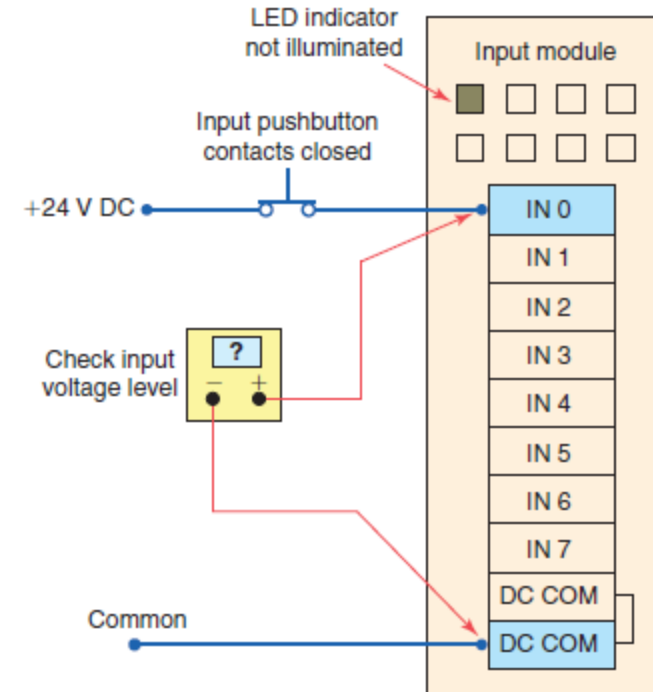 LED indicator
not illuminated
Input module
Input pushbutton
contacts closed
+24 V DC
IN 0
IN 1
IN 2
IN 3
IN 4
IN 5
IN 6
IN 7
DC COM
DC COM
Check input
voltage level
?
− +
Common